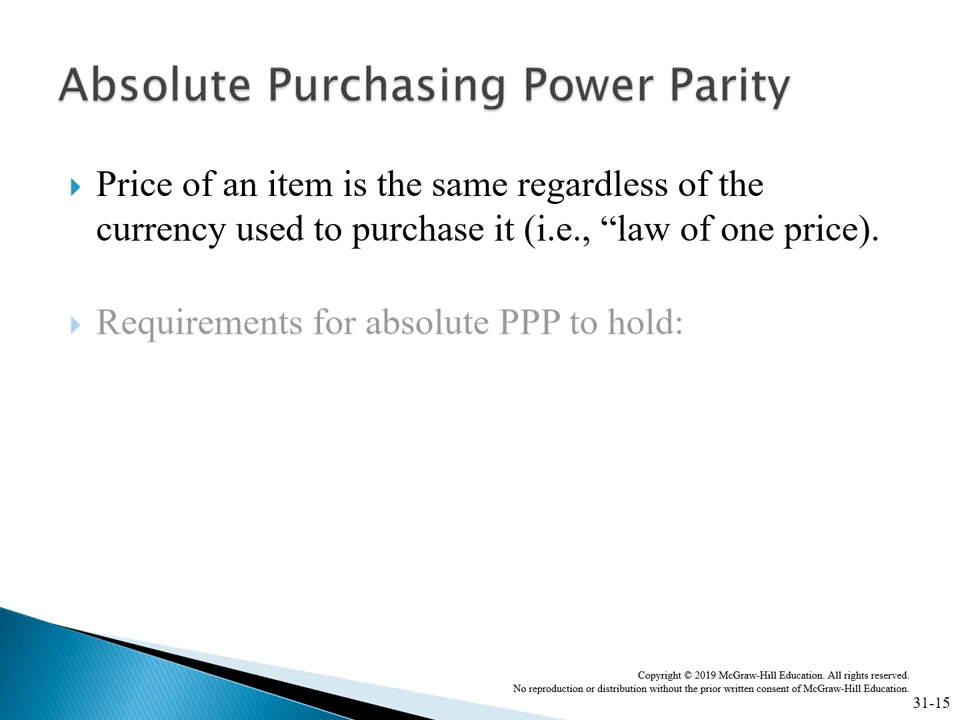 Absolute Purchasing Power Parity
Price of an item is the same regardless of the
currency used to purchase it (i.e., “law of one price).
Requirements for absolute PPP to hold:
Copyright © 2019 McGraw-Hill Education. All rights reserved.
No reproduction or distribution without the prior written consent of McGraw-Hill Education.
31-15